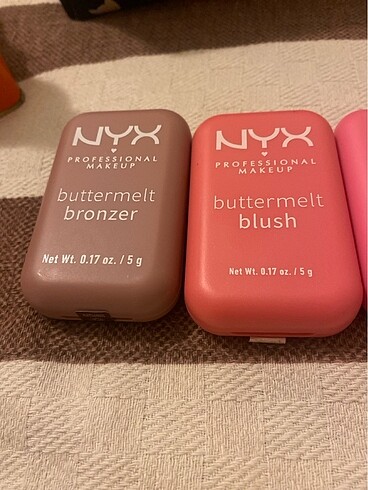 NYX
PROFESSIONAL
MAKEUP
buttermelt
bronzer
Net Wt. 0.17 oz. / 5 g
NYX
PROFESSIONAL
MAKEUP
buttermelt
blush
Net Wt. 0.17 oz. / 5 g